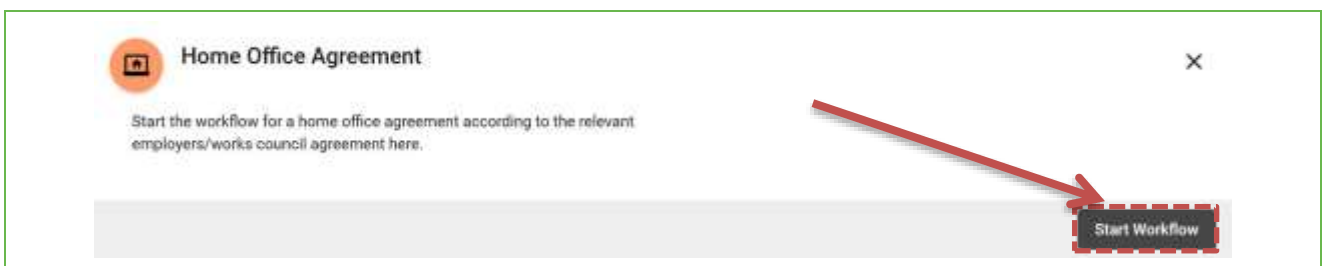 Home Office Agreement
Start the workflow for a home office agreement according to the relevant
employers/works council agreement here.
Start Workflow